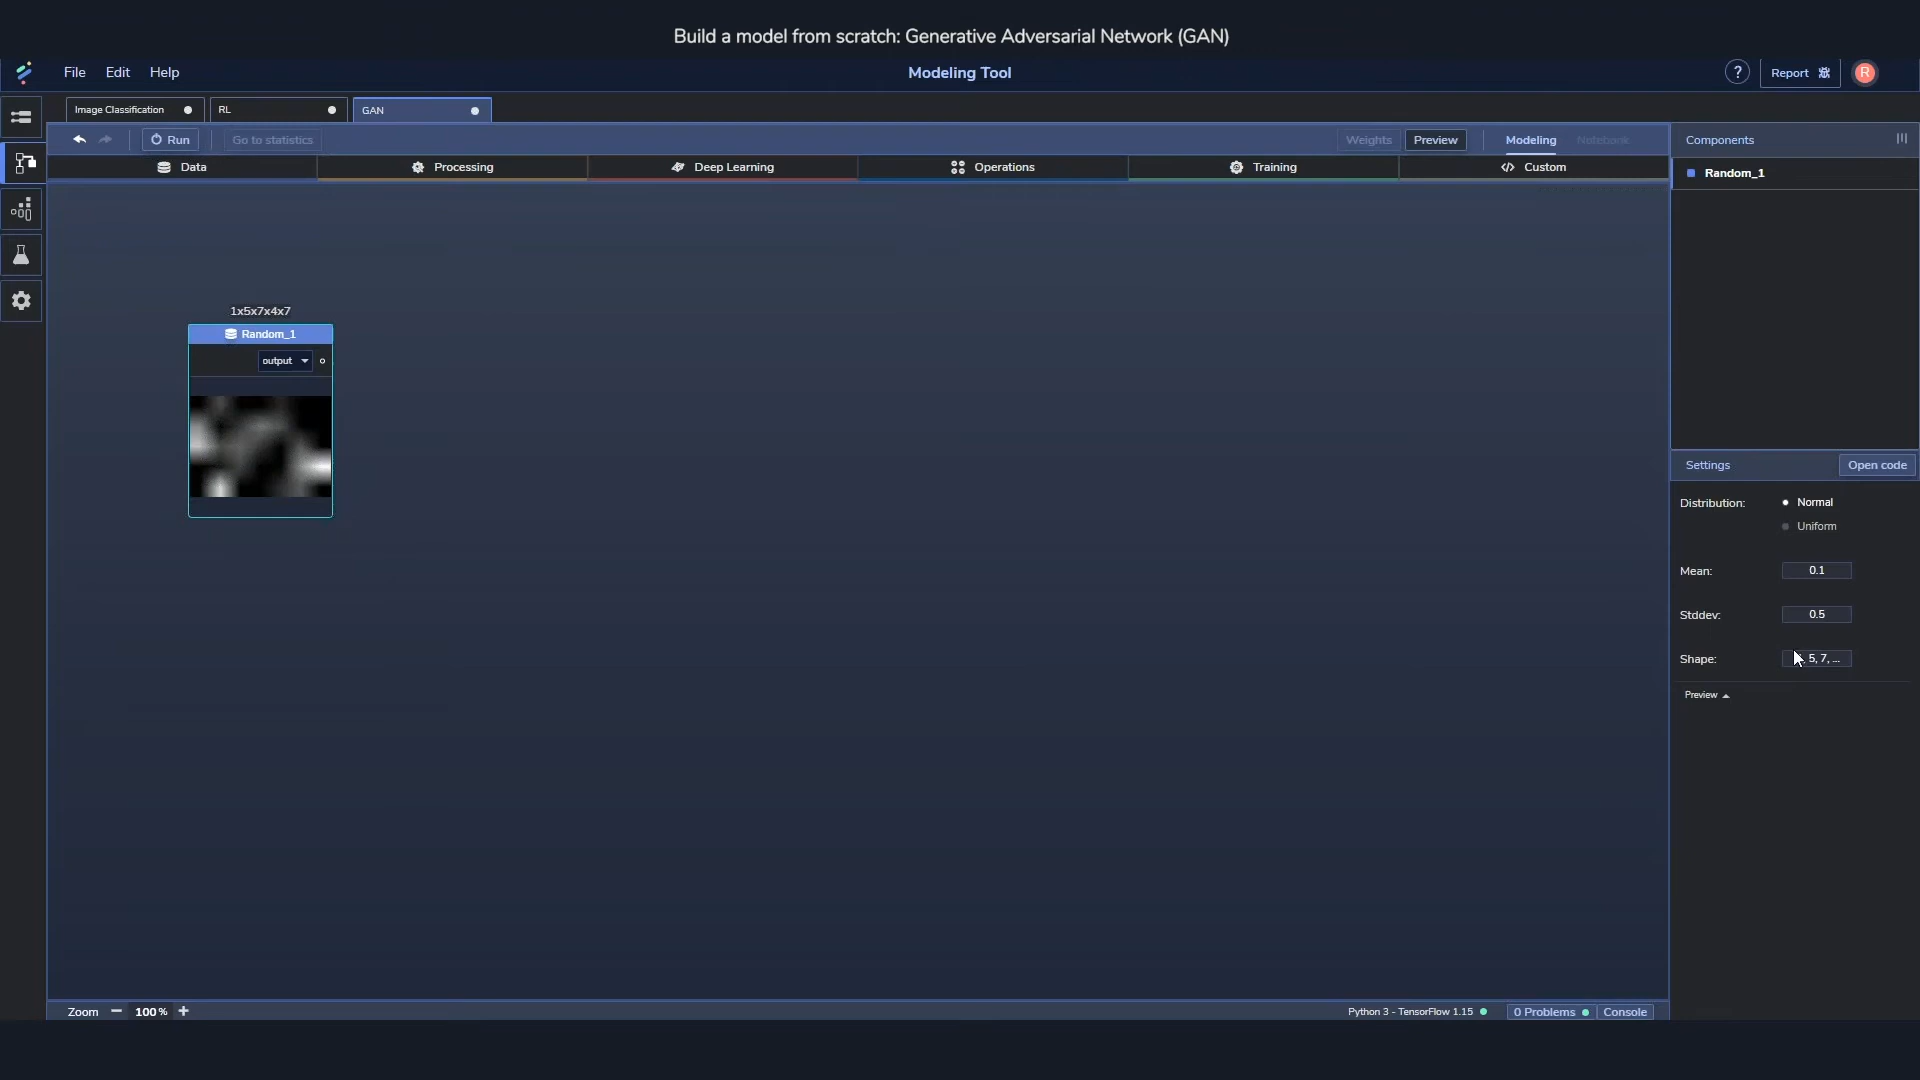 Build a model from scratch: Generative Adversarial Network (GAN)
File Edit Help
Modeling Tool
? Report R
Image Classification RL GAN
Run Go to statistics Weights Preview Modeling Notebook
Data Processing Deep Learning Operations Training Custom
Components
Random_1
1x5x7x4x7
Random_1
output
Settings Open code
Distribution: Normal
Uniform
Mean: 0.1
Stddev: 0.5
Shape: 5, 7, ...
Preview
Zoom 100 % Python 3 - TensorFlow 1.15 0 Problems Console